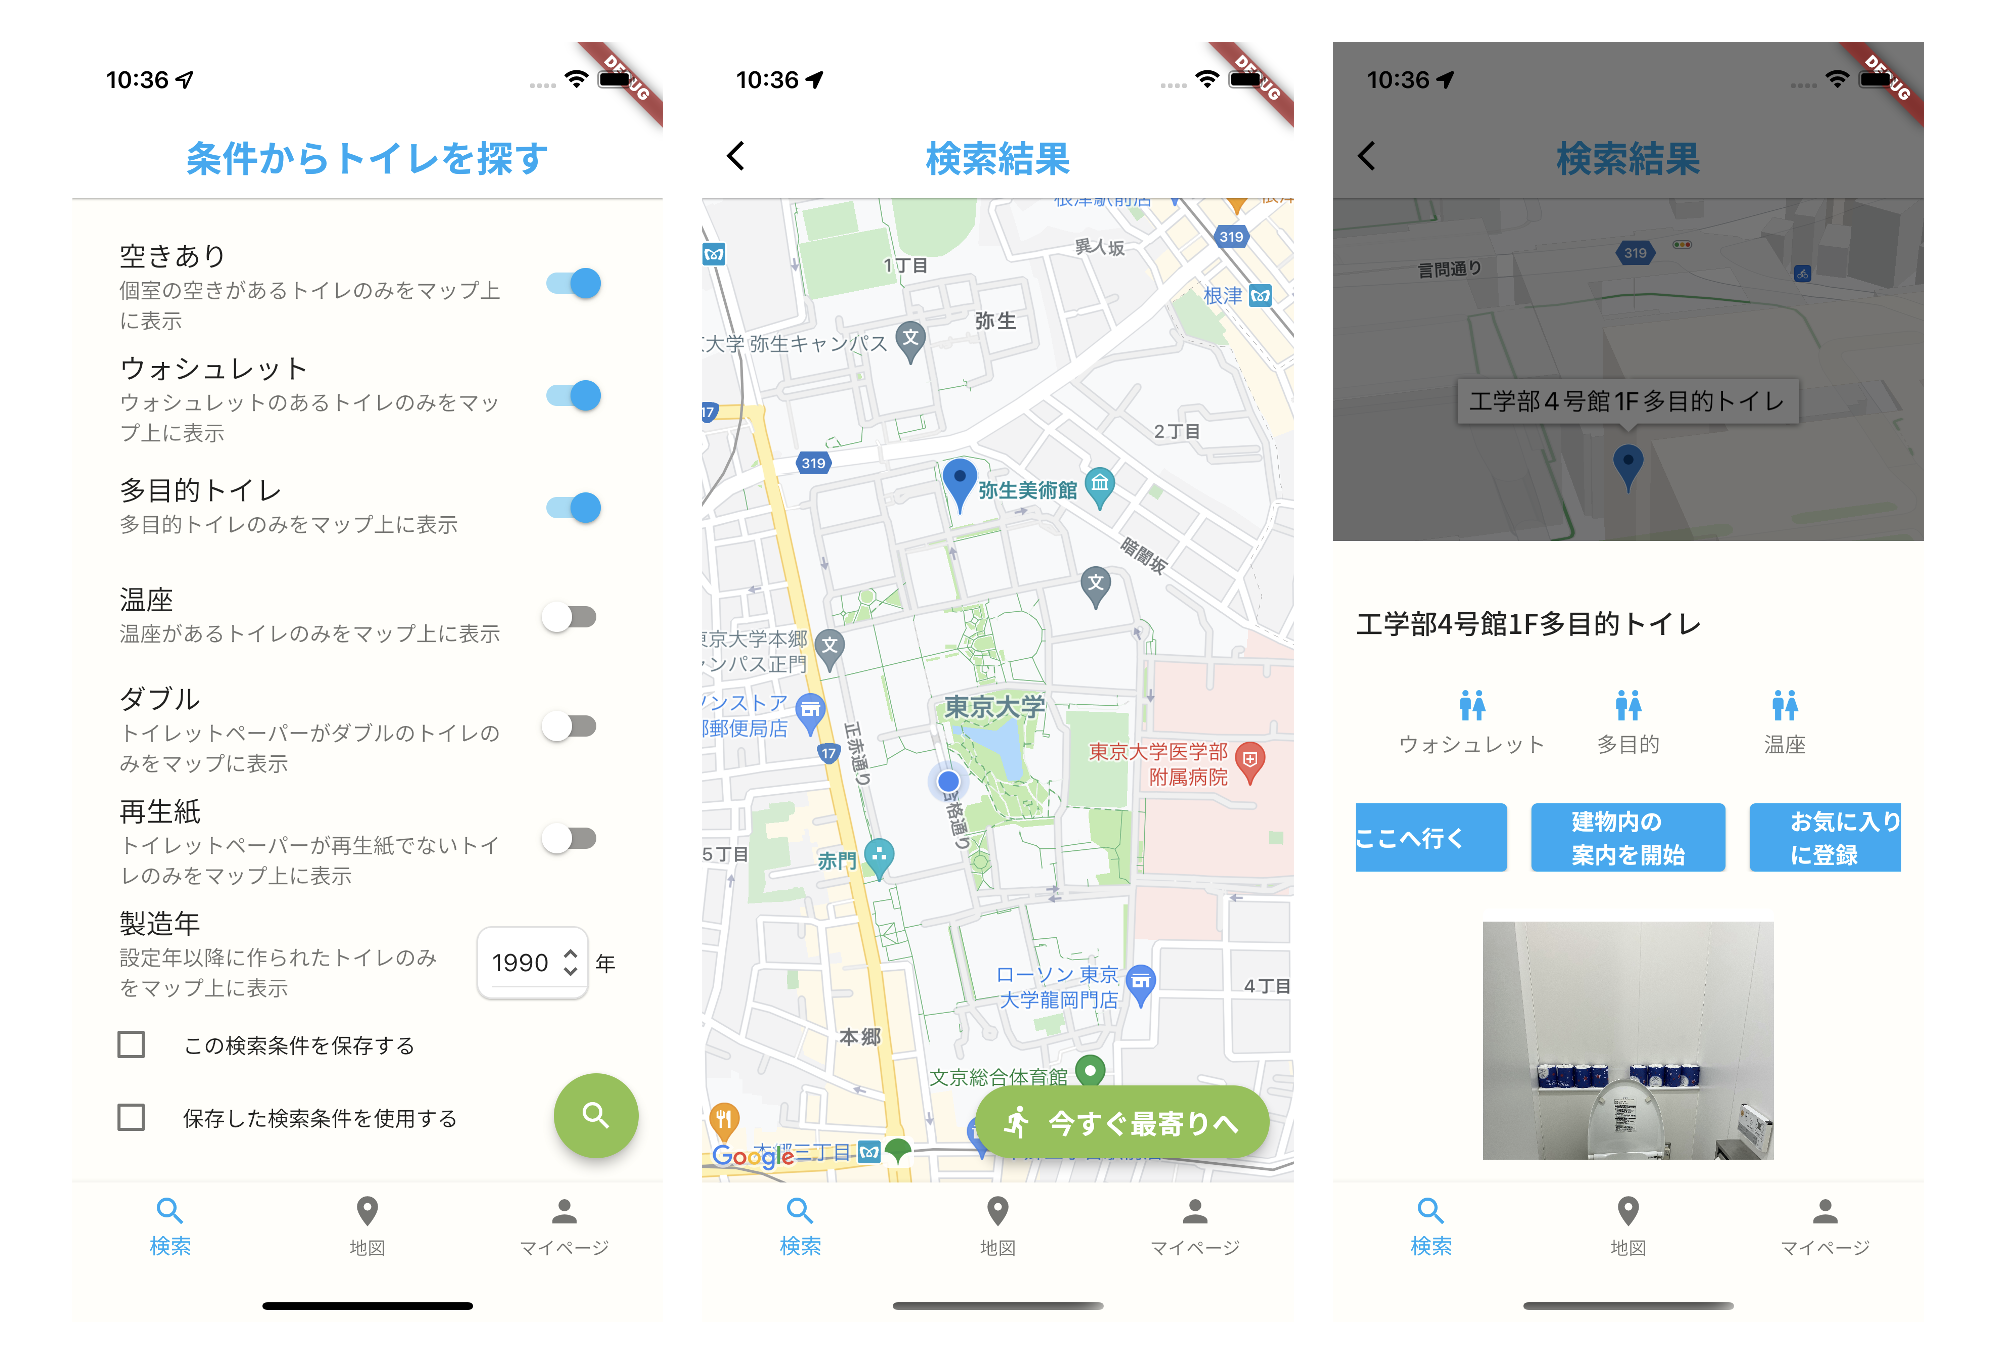 10:36
DEBUG
条件からトイレを探す
空きあり
個室の空きがあるトイレのみをマップ上
に表示
ウォシュレット
ウォシュレットのあるトイレのみをマッ
プ上に表示
多目的トイレ
多目的トイレのみをマップ上に表示
温座
温座があるトイレのみをマップ上に表示
ダブル
トイレットペーパーがダブルのトイレの
みをマップに表示
再生紙
トイレットペーパーが再生紙でないトイ
レのみをマップ上に表示
製造年
設定年以降に作られたトイレのみ
をマップ上に表示
1990 年
この検索条件を保存する
保存した検索条件を使用する
検索
地図
マイページ
10:36
DEBUG
検索結果
根津駅前店
319
異人坂
1丁目
根津
弥生
大学 弥生キャンパス
文
17
2丁目
319
弥生美術館
暗闇坂
文
東京大学本郷
キャンパス正門
文
東京大学
ソンストア
郵便局店
正赤通り
17
東京大学医学部
附属病院
合格通り
5丁目
赤門
ローソン 東京
大学龍岡門店
4丁目
本郷
文京総合体育館
今すぐ最寄りへ
本郷三丁目
Google
検索
地図
マイページ
10:36
DEBUG
検索結果
319
言問通り
工学部4号館1F多目的トイレ
工学部4号館1F多目的トイレ
ウォシュレット
多目的
温座
ここへ行く
建物内の
案内を開始
お気に入り
に登録
検索
地図
マイページ